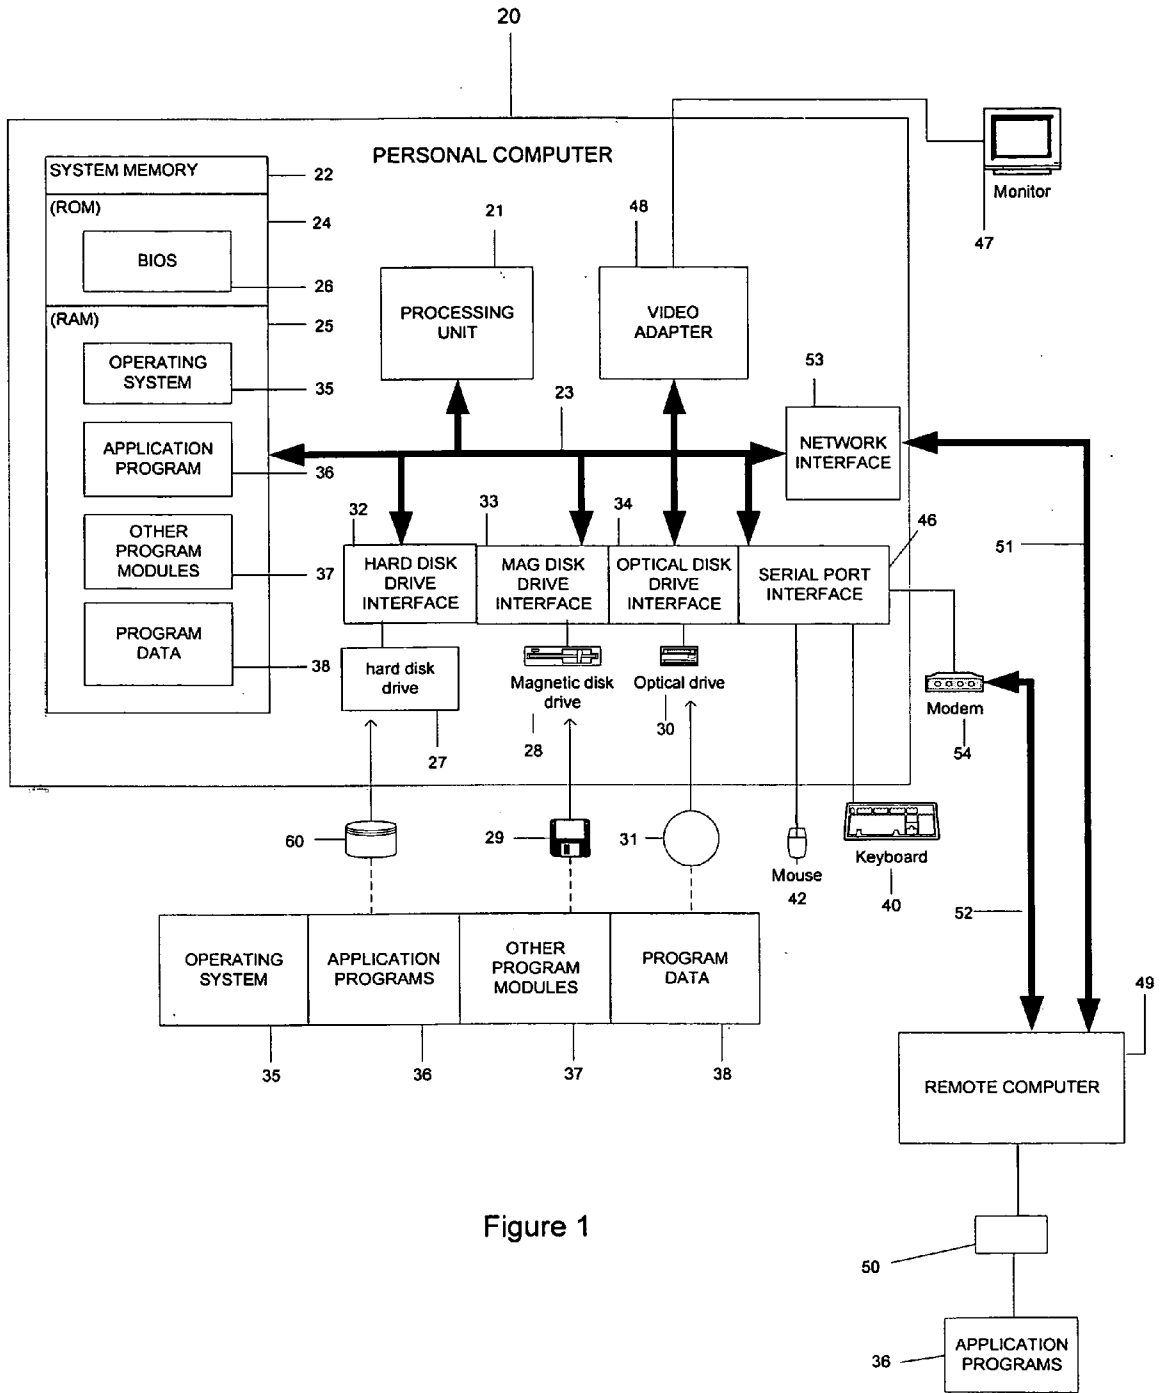 20
PERSONAL COMPUTER
SYSTEM MEMORY
22
(ROM)
24
BIOS
26
(RAM)
25
OPERATING
SYSTEM
35
APPLICATION
PROGRAM
36
OTHER
PROGRAM
MODULES
37
PROGRAM
DATA
38
21
PROCESSING
UNIT
48
VIDEO
ADAPTER
Monitor
47
23
53
NETWORK
INTERFACE
32
HARD DISK
DRIVE
INTERFACE
33
MAG DISK
DRIVE
INTERFACE
34
OPTICAL DISK
DRIVE
INTERFACE
46
SERIAL PORT
INTERFACE
51
hard disk
drive
27
Magnetic disk
drive
28
Optical drive
30
Modem
54
60
29
31
Mouse
42
Keyboard
40
52
OPERATING
SYSTEM
APPLICATION
PROGRAMS
OTHER
PROGRAM
MODULES
PROGRAM
DATA
35
36
37
38
49
REMOTE COMPUTER
50
36
APPLICATION
PROGRAMS
Figure 1